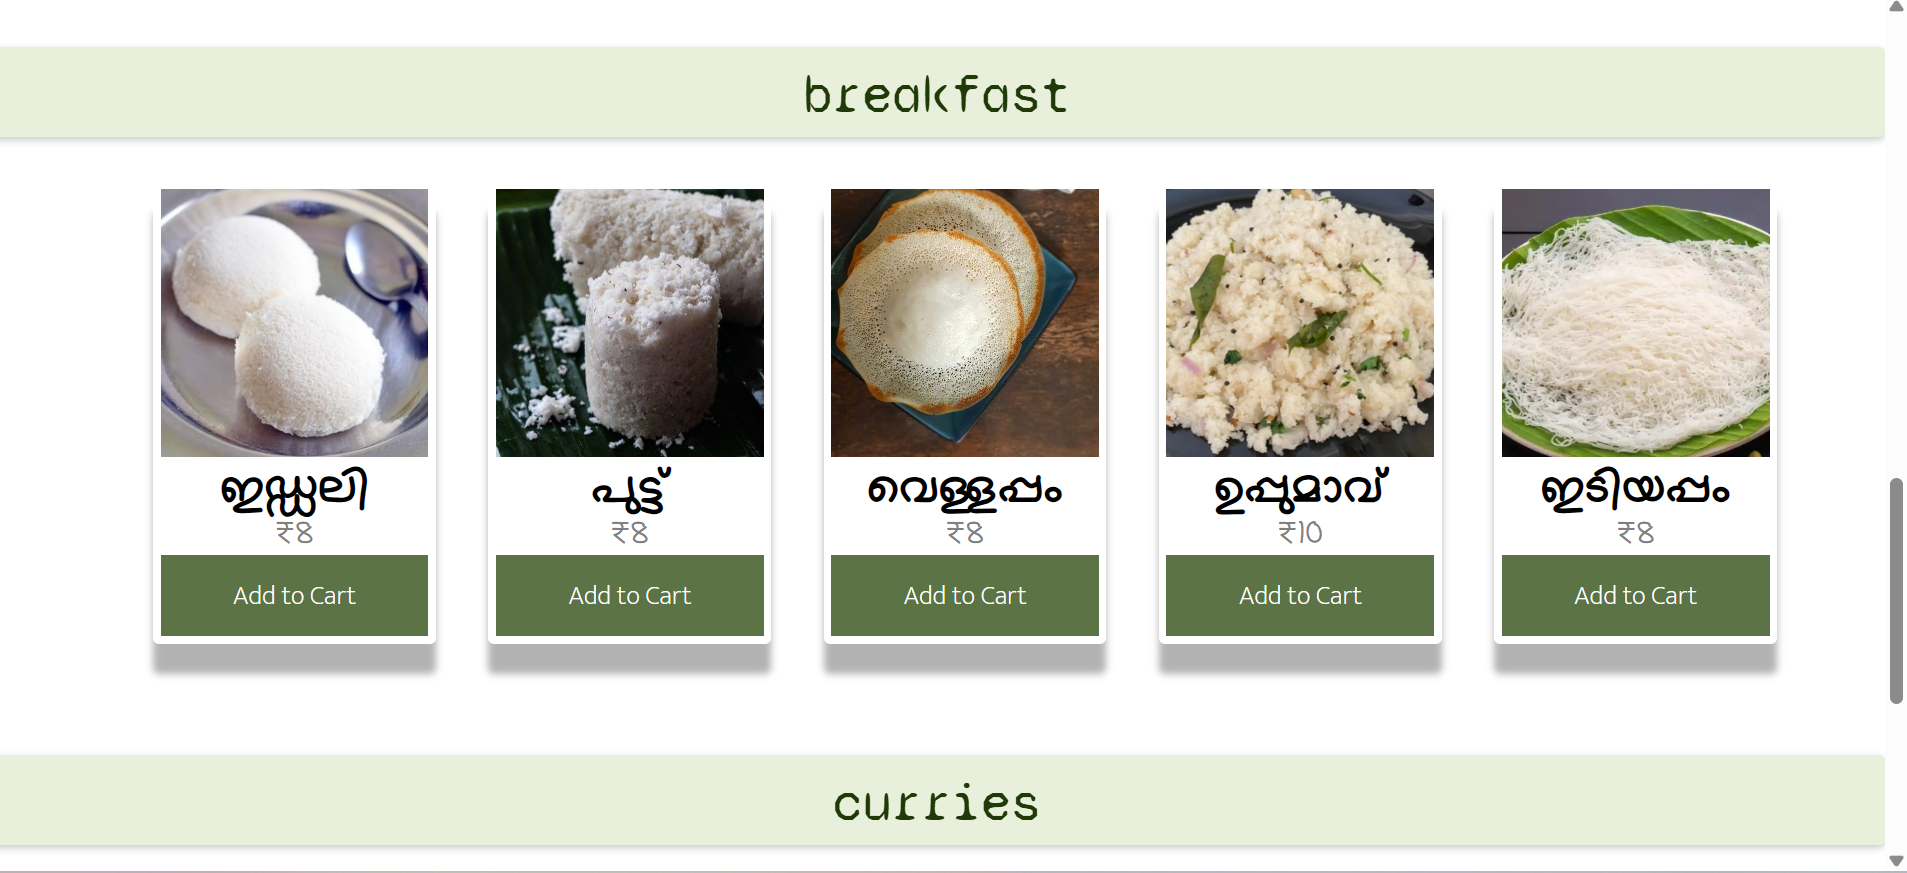 breakfast
ഇഡ്ഡലി
₹8
Add to Cart
പുട്ട്
₹8
Add to Cart
വെള്ളപ്പം
₹8
Add to Cart
ഉപ്പുമാവ്
₹10
Add to Cart
ഇടിയപ്പം
₹8
Add to Cart
curries